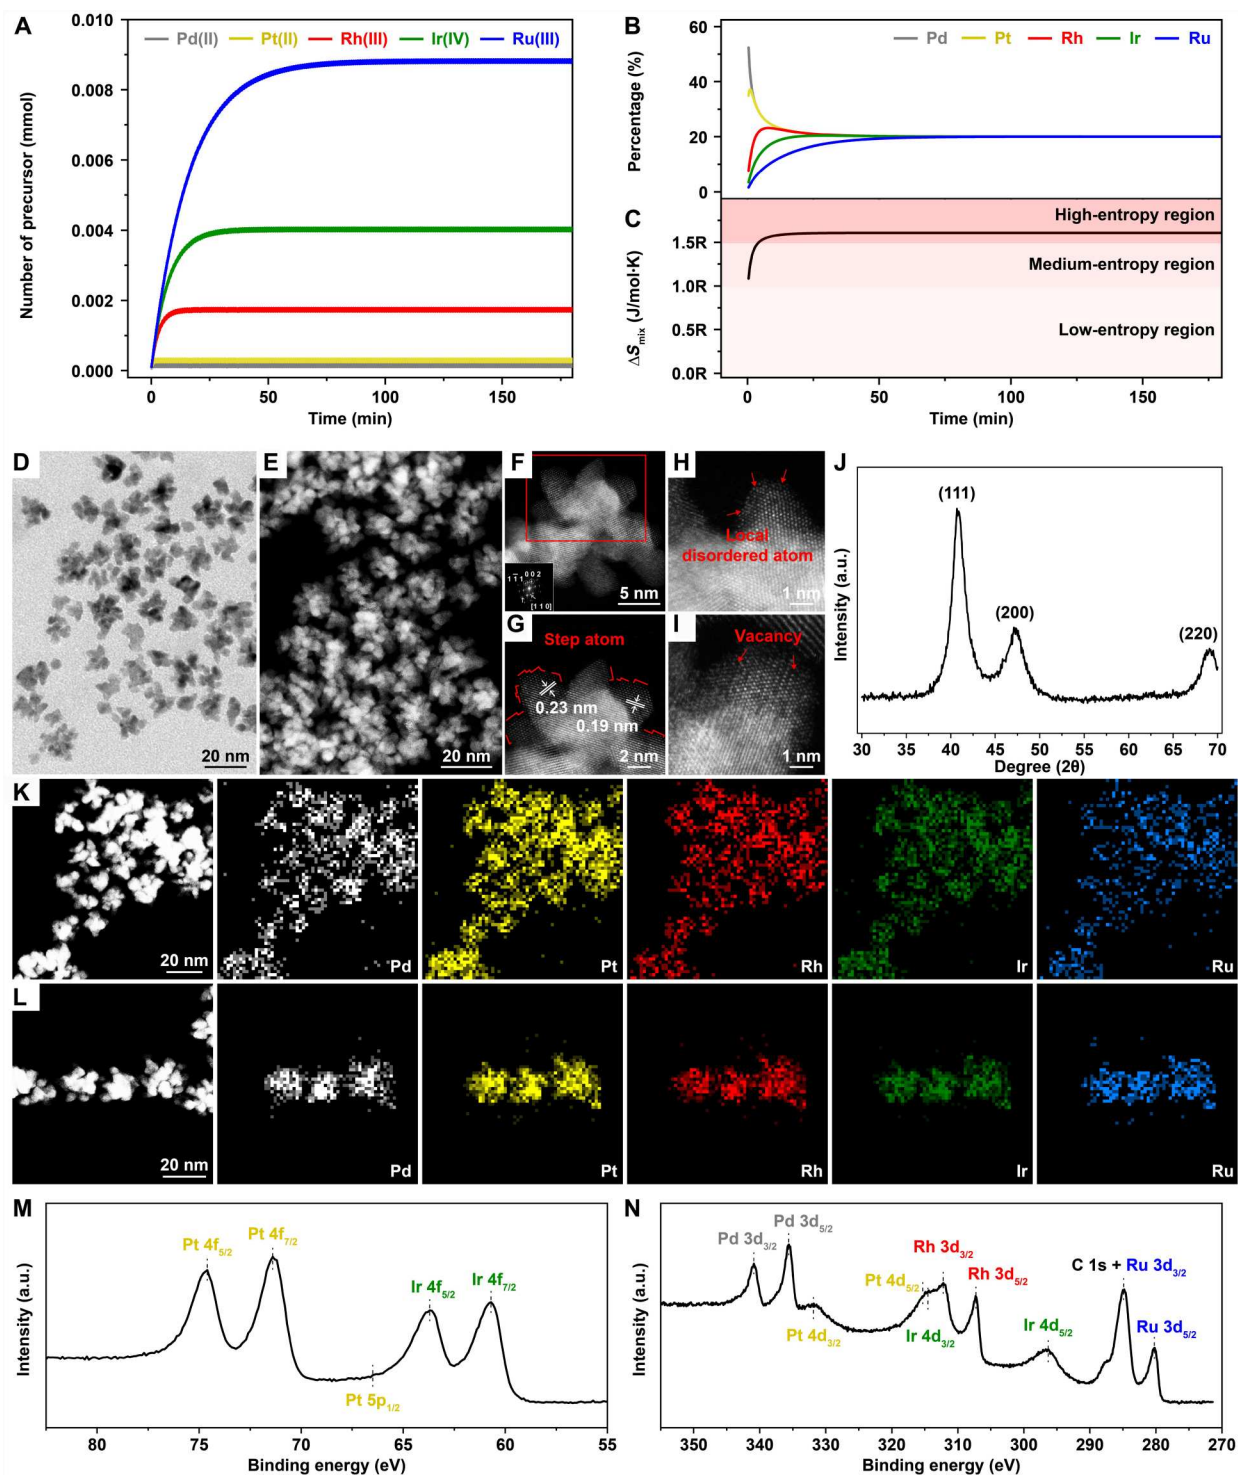 A
0.010
0.008
0.006
0.004
0.002
0.000
Number of precursor (mmol)
Pd(II) Pt(II) Rh(III) Ir(IV) Ru(III)
0 50 100 150
Time (min)
B
60
40
20
0
Percentage (%)
Pd Pt Rh Ir Ru
C
1.5R
1.0R
0.5R
0.0R
ΔSmix (J/mol·K)
High-entropy region
Medium-entropy region
Low-entropy region
0 50 100 150
Time (min)
D
20 nm
E
20 nm
F
1 1̄ 1 0 0 2
[1 1 0]
5 nm
G
Step atom
0.23 nm
0.19 nm
2 nm
H
Local
disordered atom
1 nm
I
Vacancy
1 nm
J
(111)
(200)
(220)
Intensity (a.u.)
30 35 40 45 50 55 60 65 70
Degree (2θ)
K
20 nm
Pd
Pt
Rh
Ir
Ru
L
20 nm
Pd
Pt
Rh
Ir
Ru
M
Pt 4f5/2
Pt 4f7/2
Ir 4f5/2
Ir 4f7/2
Pt 5p1/2
Intensity (a.u.)
80 75 70 65 60 55
Binding energy (eV)
N
Pd 3d3/2
Pd 3d5/2
Pt 4d5/2
Pt 4d3/2
Rh 3d3/2
Rh 3d5/2
Ir 4d3/2
Ir 4d5/2
C 1s + Ru 3d3/2
Ru 3d5/2
Intensity (a.u.)
350 340 330 320 310 300 290 280 270
Binding energy (eV)